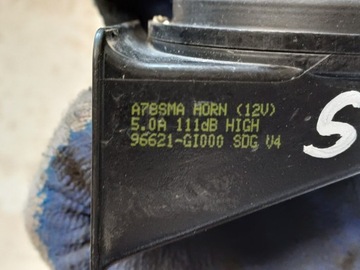 A78SMA HORN (12V)
5.0A 111dB HIGH
96621-GI000 SDG V4
S